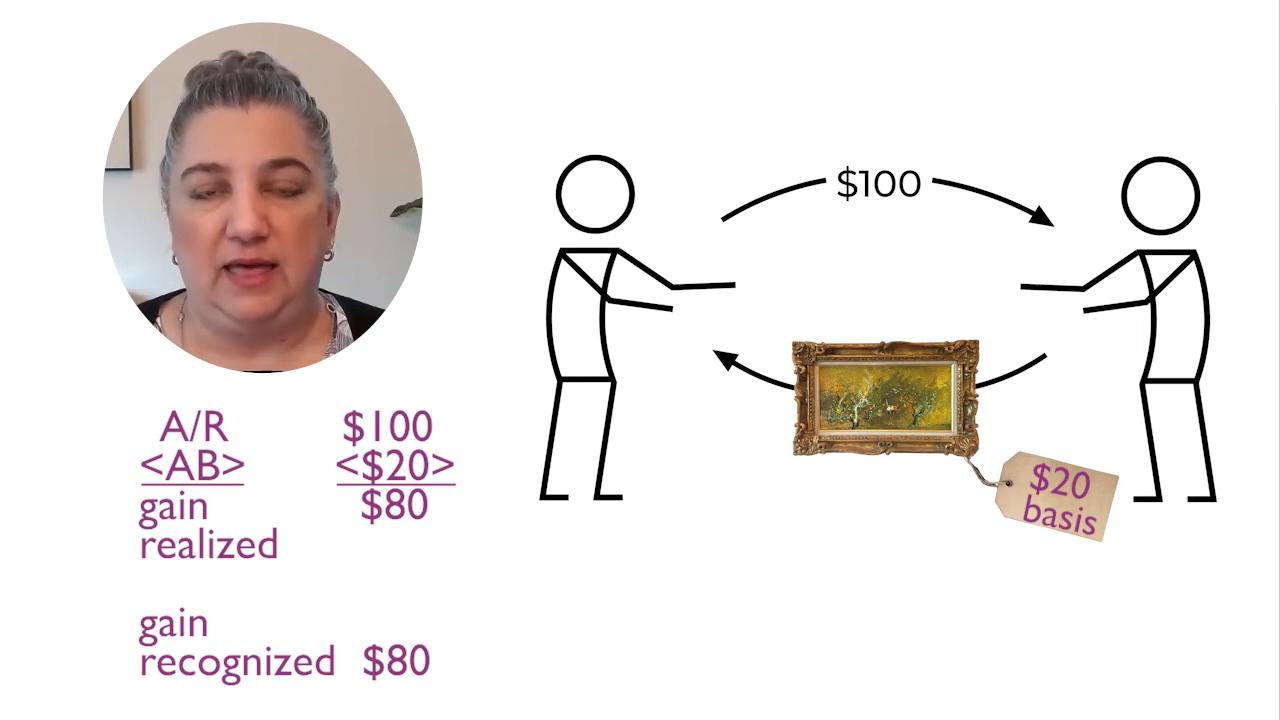 $100
A/R $100
<AB> <$20>
gain $80
realized
gain
recognized $80
$20
basis